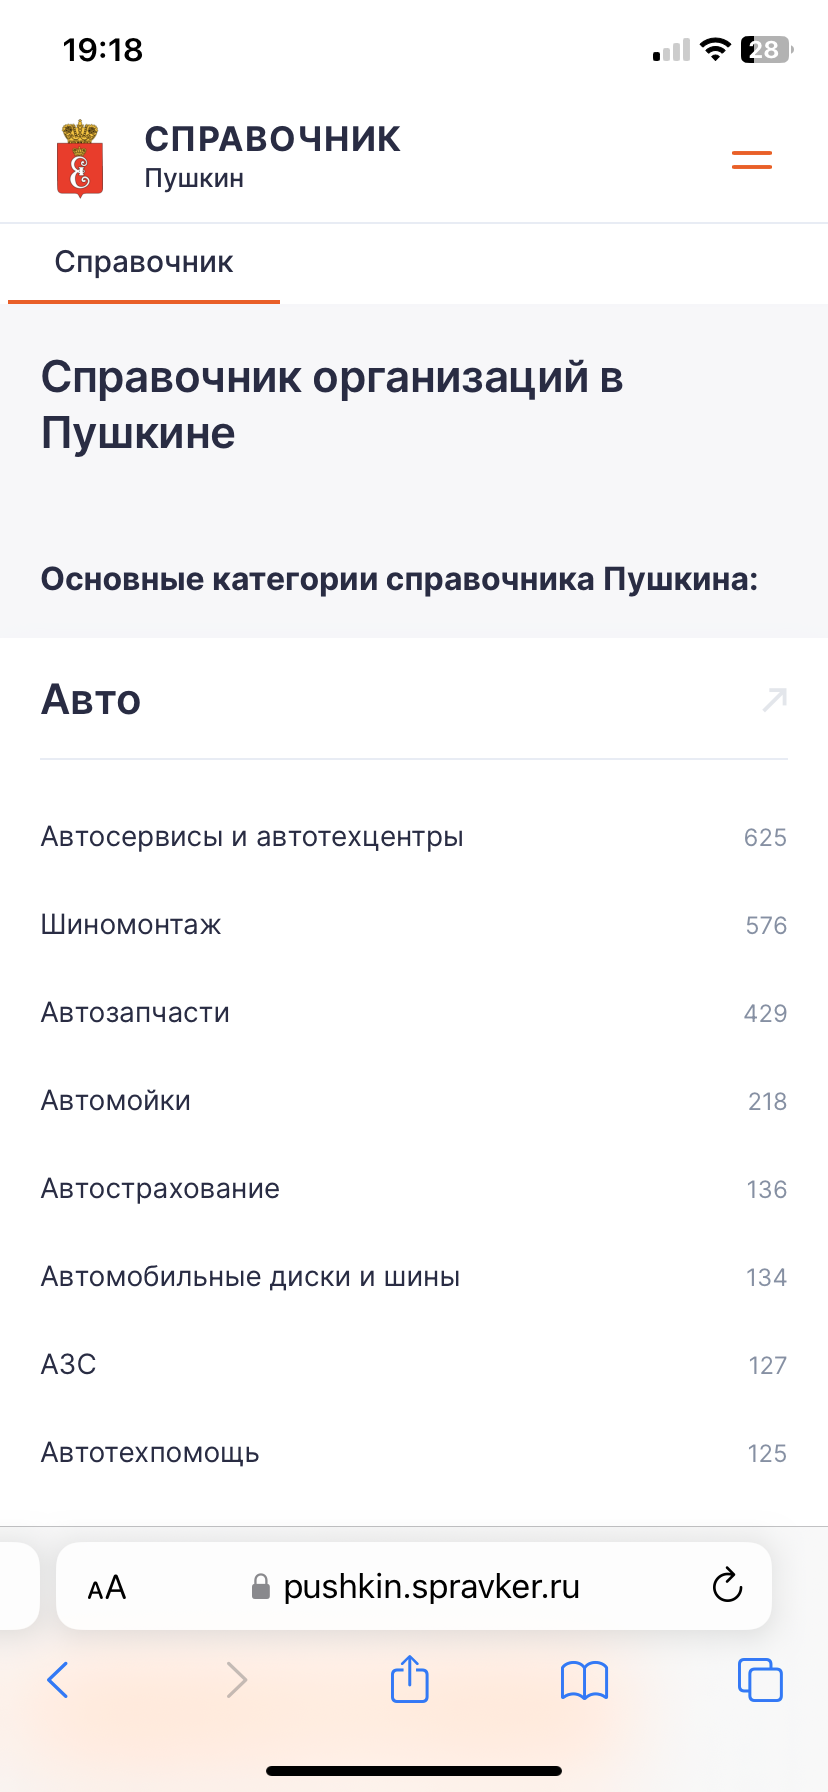 19:18
28
СПРАВОЧНИК
Пушкин
Справочник
Справочник организаций в
Пушкине
Основные категории справочника Пушкина:
Авто
Автосервисы и автотехцентры 625
Шиномонтаж 576
Автозапчасти 429
Автомойки 218
Автострахование 136
Автомобильные диски и шины 134
АЗС 127
Автотехпомощь 125
AA pushkin.spravker.ru